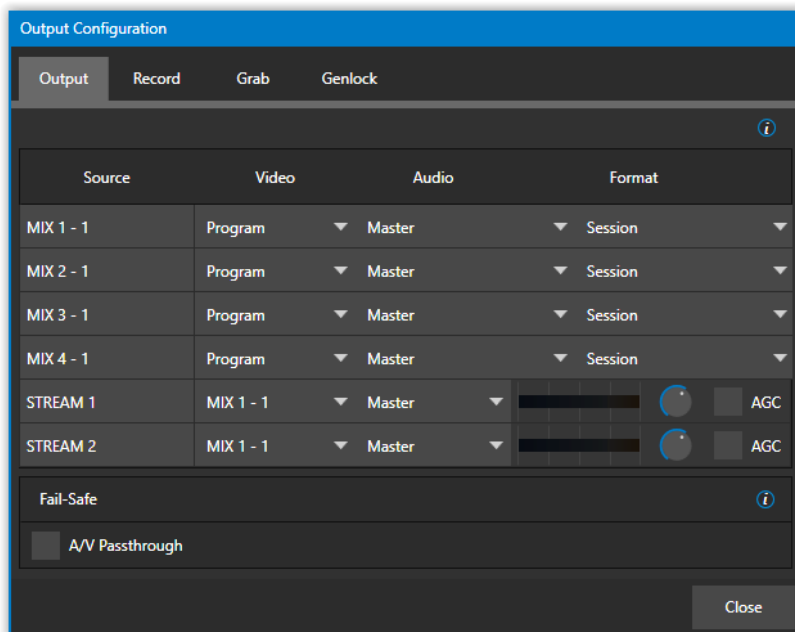 Output Configuration
Output Record Grab Genlock
i
Source Video Audio Format
MIX 1 - 1 Program Master Session
MIX 2 - 1 Program Master Session
MIX 3 - 1 Program Master Session
MIX 4 - 1 Program Master Session
STREAM 1 MIX 1 - 1 Master AGC
STREAM 2 MIX 1 - 1 Master AGC
Fail-Safe i
A/V Passthrough
Close